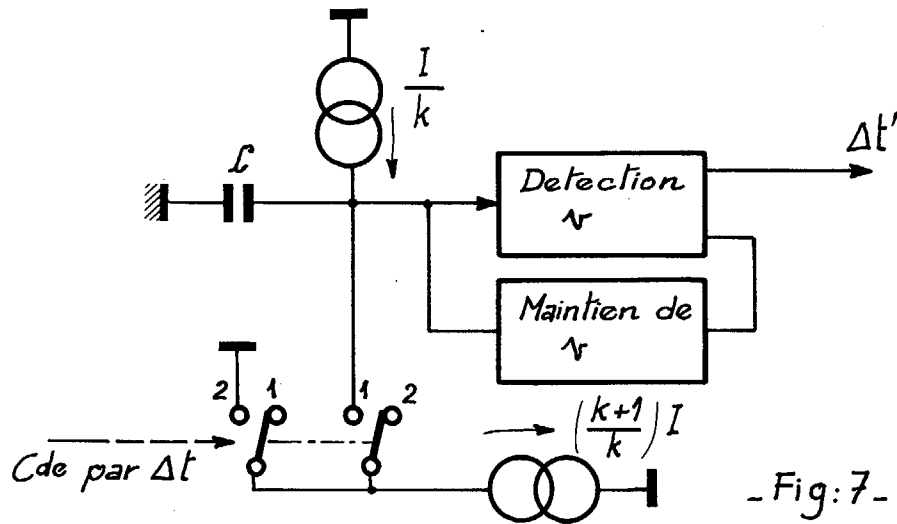 I
k
C
Detection
v
Δt'
Maintien de
v
2 1 1 2
Cde par Δt
(k+1/k) I
- Fig: 7 -